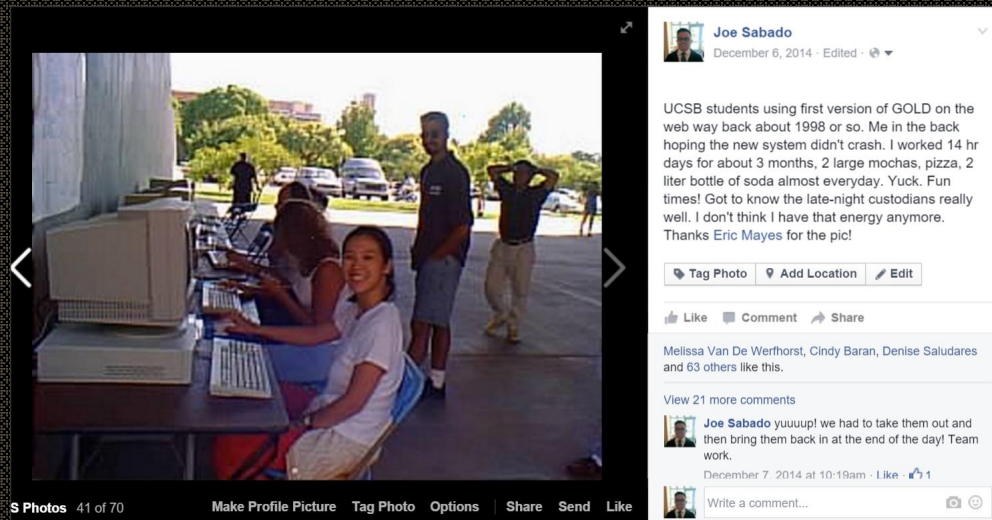 Joe Sabado
December 6, 2014 · Edited ·
UCSB students using first version of GOLD on the
web way back about 1998 or so. Me in the back
hoping the new system didn't crash. I worked 14 hr
days for about 3 months, 2 large mochas, pizza, 2
liter bottle of soda almost everyday. Yuck. Fun
times! Got to know the late-night custodians really
well. I don't think I have that energy anymore.
Thanks Eric Mayes for the pic!
Tag Photo Add Location Edit
Like Comment Share
Melissa Van De Werfhorst, Cindy Baran, Denise Saludares
and 63 others like this.
View 21 more comments
Joe Sabado yuuuup! we had to take them out and
then bring them back in at the end of the day! Team
work.
December 7, 2014 at 10:19am · Like · 1
Write a comment...
S Photos 41 of 70 Make Profile Picture Tag Photo Options Share Send Like